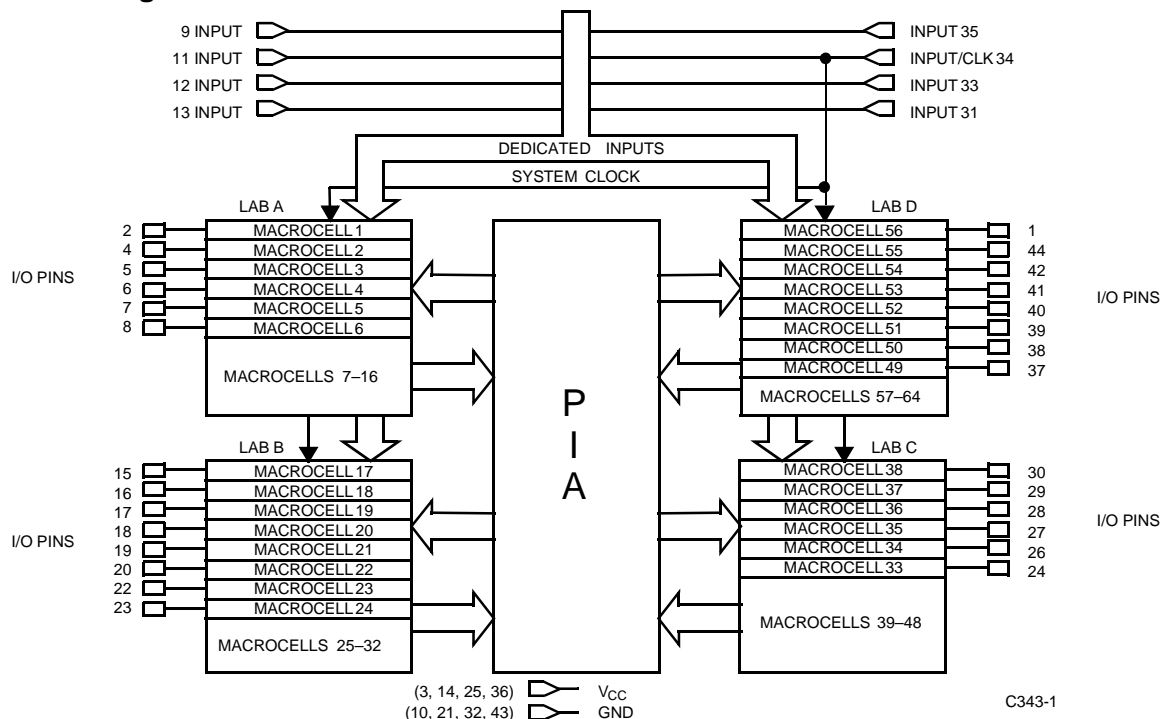 9 INPUT
INPUT 35
11 INPUT
INPUT/CLK 34
12 INPUT
INPUT 33
13 INPUT
INPUT 31
DEDICATED INPUTS
SYSTEM CLOCK
LAB A
2 MACROCELL 1
4 MACROCELL 2
5 MACROCELL 3
6 MACROCELL 4
7 MACROCELL 5
8 MACROCELL 6
MACROCELLS 7–16
I/O PINS
LAB D
MACROCELL 56 1
MACROCELL 55 44
MACROCELL 54 42
MACROCELL 53 41
MACROCELL 52 40
MACROCELL 51 39
MACROCELL 50 38
MACROCELL 49 37
MACROCELLS 57–64
I/O PINS
P
I
A
LAB B
15 MACROCELL 17
16 MACROCELL 18
17 MACROCELL 19
18 MACROCELL 20
19 MACROCELL 21
20 MACROCELL 22
22 MACROCELL 23
23 MACROCELL 24
MACROCELLS 25–32
I/O PINS
LAB C
MACROCELL 38 30
MACROCELL 37 29
MACROCELL 36 28
MACROCELL 35 27
MACROCELL 34 26
MACROCELL 33 24
MACROCELLS 39–48
I/O PINS
(3, 14, 25, 36) VCC
(10, 21, 32, 43) GND
C343-1